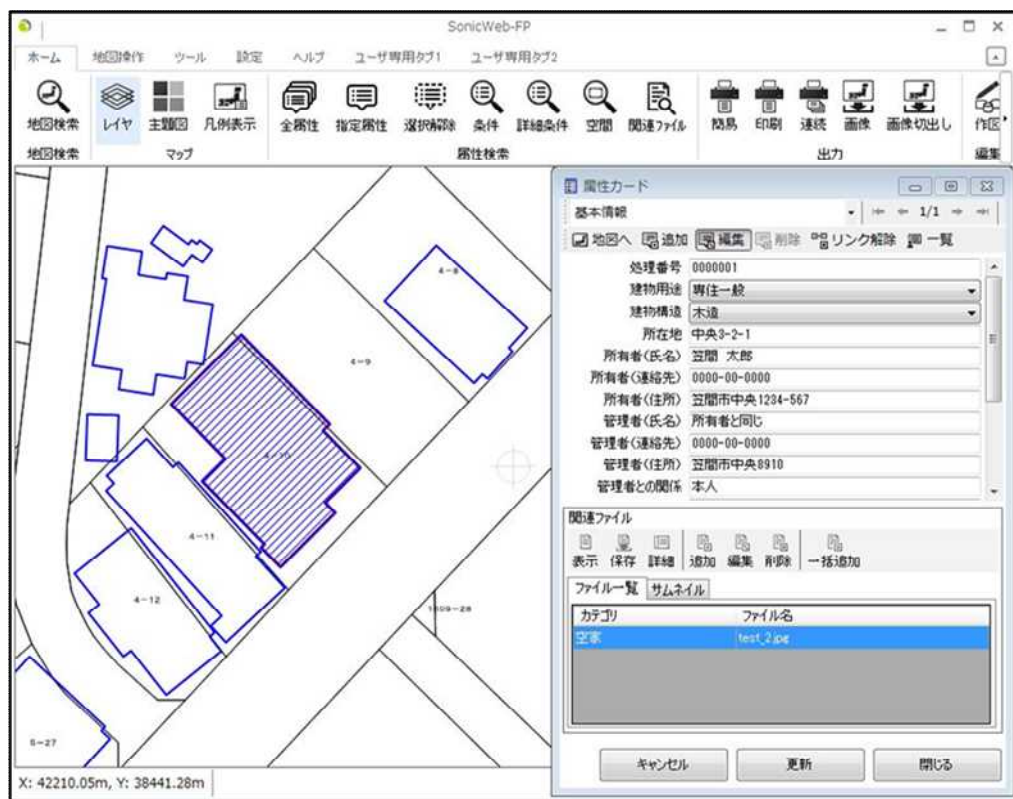 SonicWeb-FP
ホーム 地図操作 ツール 設定 ヘルプ ユーザ専用タブ1 ユーザ専用タブ2
地図検索 レイヤ 主題図 凡例表示 全属性 指定属性 選択解除 条件 詳細条件 空間 関連ファイル 簡易 印刷 連続 画像 画像切出し 作図
地図検索 マップ 属性検索 出力 編集
4-8
4-9
4-10
4-11
4-12
1609-28
6-27
X: 42210.05m, Y: 38441.28m
属性カード
基本情報 1/1
地図へ 追加 編集 削除 リンク解除 一覧
処理番号 0000001
建物用途 専住一般
建物構造 木造
所在地 中央3-2-1
所有者(氏名) 笠間 太郎
所有者(連絡先) 0000-00-0000
所有者(住所) 笠間市中央1234-567
管理者(氏名) 所有者と同じ
管理者(連絡先) 0000-00-0000
管理者(住所) 笠間市中央8910
管理者との関係 本人
関連ファイル
表示 保存 詳細 追加 編集 削除 一括追加
ファイル一覧 サムネイル
カテゴリ ファイル名
空家 test_2.jpg
キャンセル 更新 閉じる